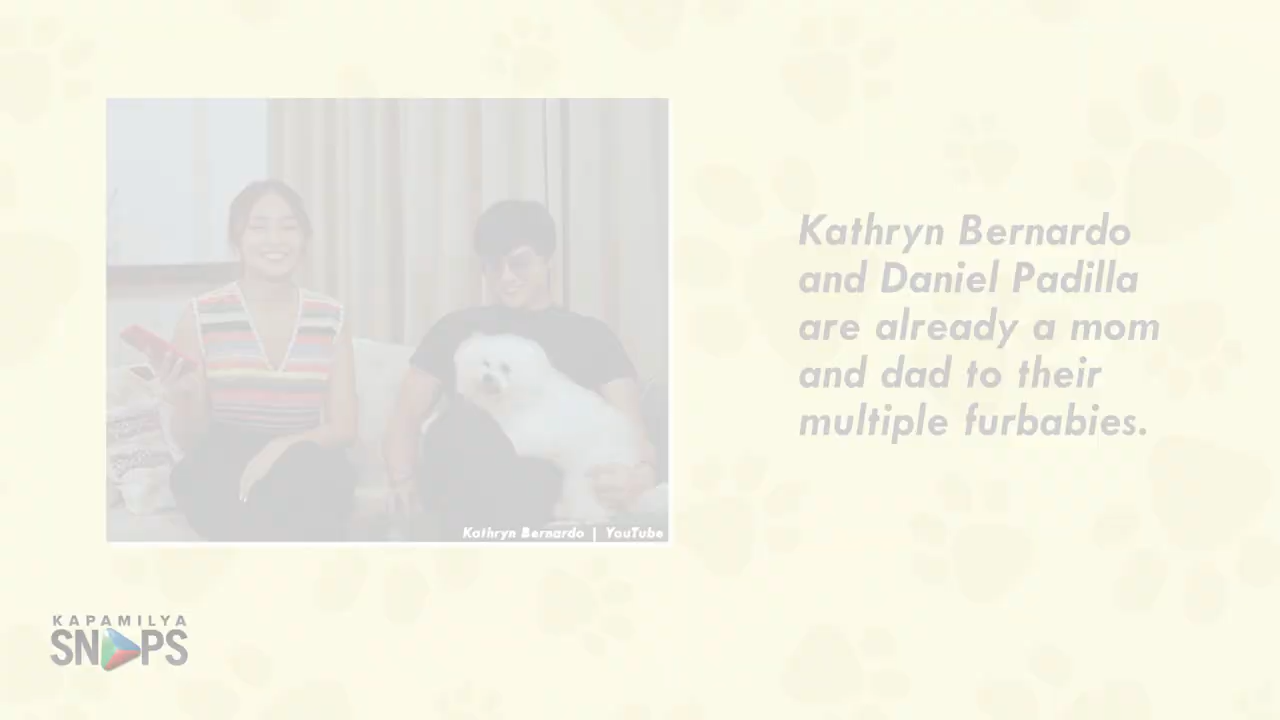 Kathryn Bernardo
and Daniel Padilla
are already a mom
and dad to their
multiple furbabies.
Kathryn Bernardo | YouTube
KAPAMILYA
SNAPS